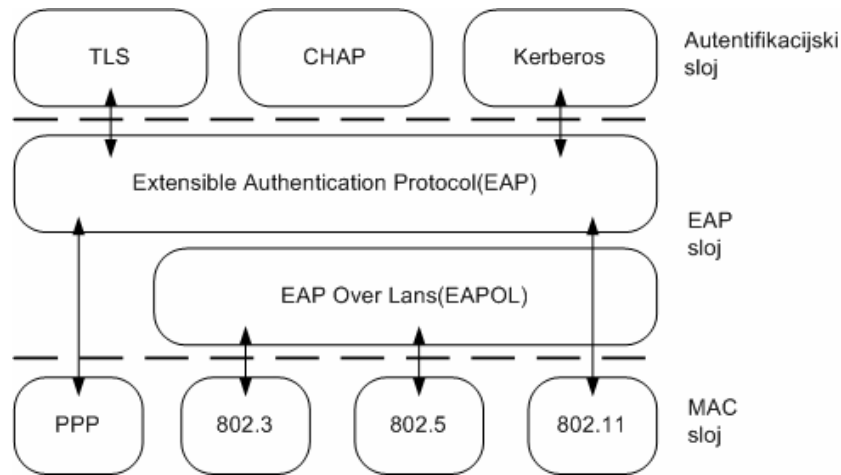 TLS
CHAP
Kerberos
Autentifikacijski
sloj
Extensible Authentication Protocol(EAP)
EAP
sloj
EAP Over Lans(EAPOL)
PPP
802.3
802.5
802.11
MAC
sloj